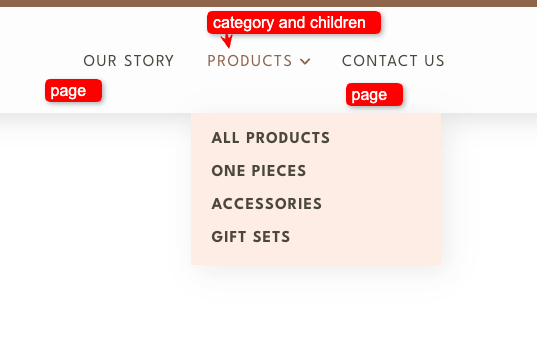 category and children
OUR STORY PRODUCTS CONTACT US
page page
ALL PRODUCTS
ONE PIECES
ACCESSORIES
GIFT SETS